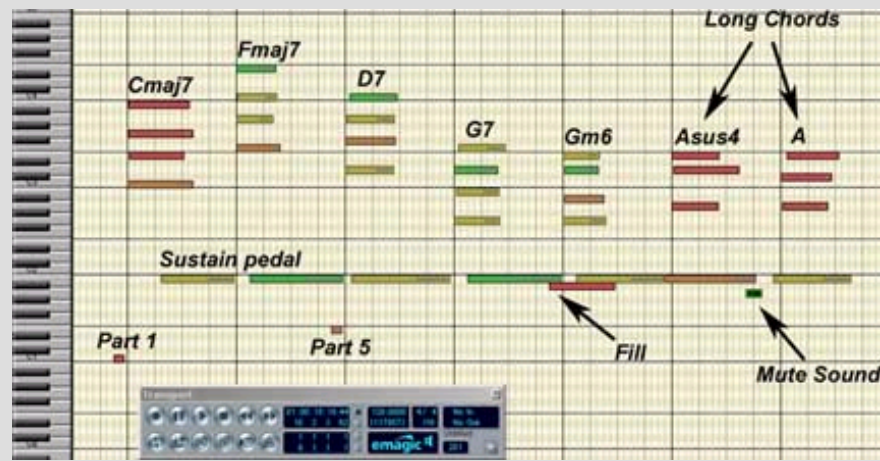 Long Chords
Fmaj7
Cmaj7
D7
G7
Gm6
Asus4
A
Sustain pedal
Part 1
Part 5
Fill
Mute Sound
emagic